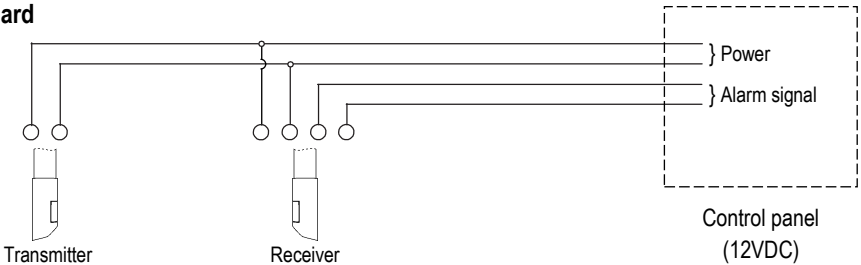 ard
} Power
} Alarm signal
Transmitter
Receiver
Control panel
(12VDC)